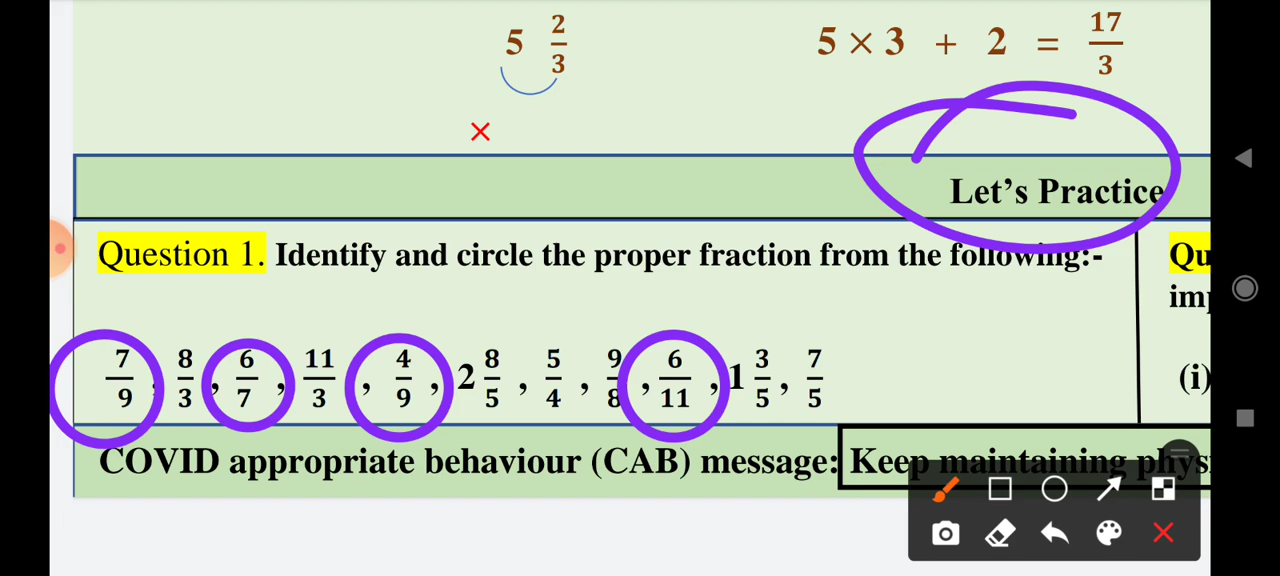 5 2/3 5 × 3 + 2 = 17/3
×
Let's Practice
Question 1. Identify and circle the proper fraction from the following:- Qu
imp
7/9, 8/3, 6/7, 11/3, 4/9, 2 8/5, 5/4, 9/8, 6/11, 1 3/5, 7/5 (i)
COVID appropriate behaviour (CAB) message: Keep maintaining phys